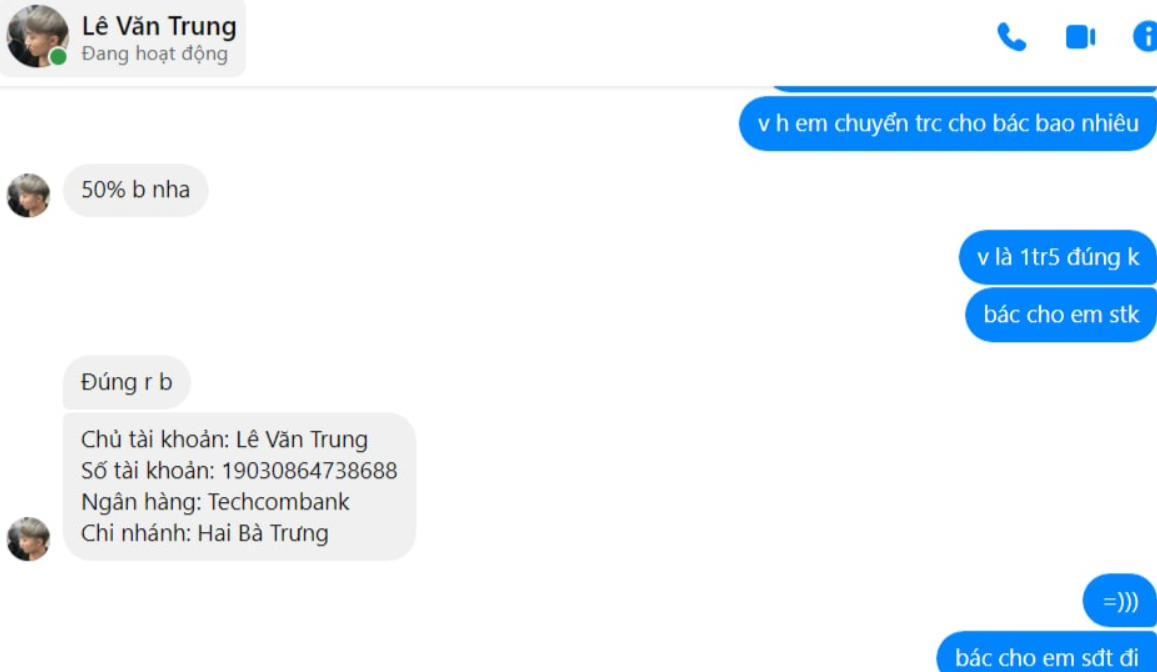 Lê Văn Trung
Đang hoạt động
v h em chuyển trc cho bác bao nhiêu
50% b nha
v là 1tr5 đúng k
bác cho em stk
Đúng r b
Chủ tài khoản: Lê Văn Trung
Số tài khoản: 19030864738688
Ngân hàng: Techcombank
Chi nhánh: Hai Bà Trưng
=)))
bác cho em sđt đi